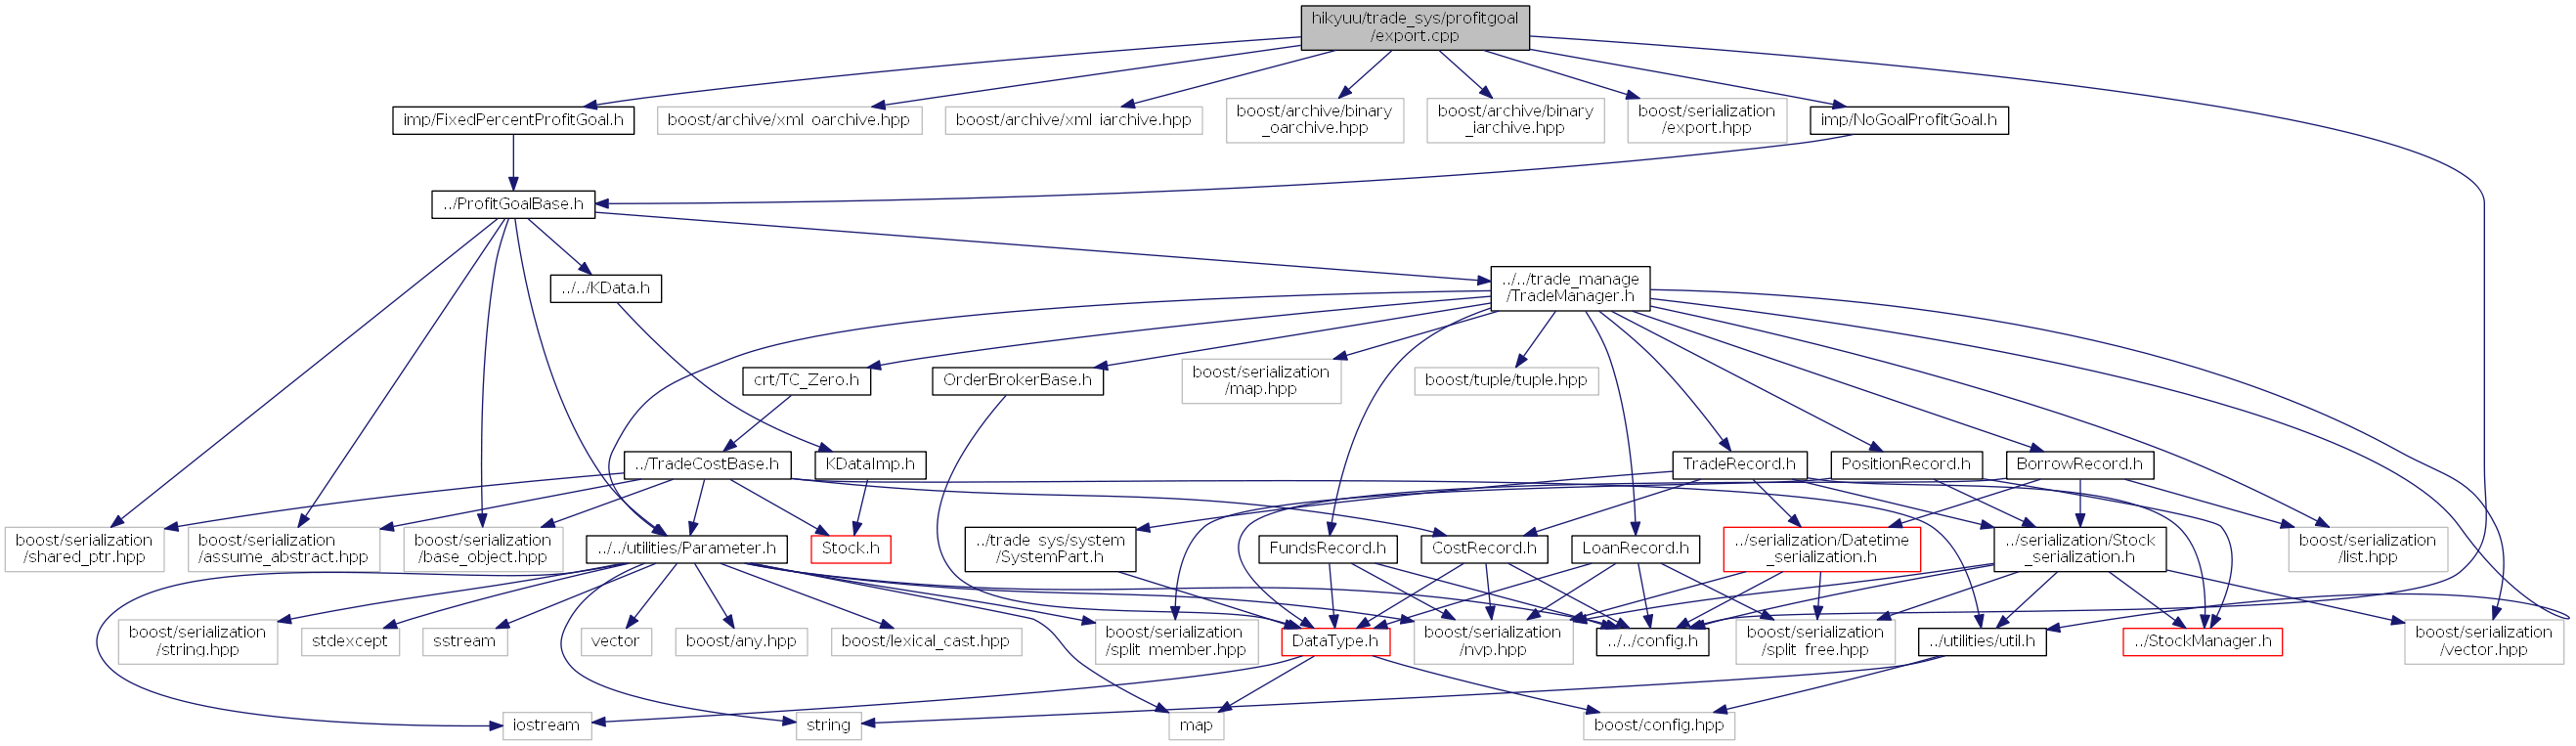 hikyuu/trade_sys/profitgoal
/export.cpp
imp/FixedPercentProfitGoal.h
boost/archive/xml_oarchive.hpp
boost/archive/xml_iarchive.hpp
boost/archive/binary
_oarchive.hpp
boost/archive/binary
_iarchive.hpp
boost/serialization
/export.hpp
imp/NoGoalProfitGoal.h
../ProfitGoalBase.h
../../KData.h
../../trade_manage
/TradeManager.h
crt/TC_Zero.h
OrderBrokerBase.h
boost/serialization
/map.hpp
boost/tuple/tuple.hpp
../TradeCostBase.h
KDataImp.h
TradeRecord.h
PositionRecord.h
BorrowRecord.h
boost/serialization
/shared_ptr.hpp
boost/serialization
/assume_abstract.hpp
boost/serialization
/base_object.hpp
../../utilities/Parameter.h
Stock.h
../trade_sys/system
/SystemPart.h
FundsRecord.h
CostRecord.h
LoanRecord.h
../serialization/Datetime
_serialization.h
../serialization/Stock
_serialization.h
boost/serialization
/list.hpp
boost/serialization
/string.hpp
stdexcept
sstream
vector
boost/any.hpp
boost/lexical_cast.hpp
boost/serialization
/split_member.hpp
DataType.h
boost/serialization
/nvp.hpp
../../config.h
boost/serialization
/split_free.hpp
../utilities/util.h
../StockManager.h
boost/serialization
/vector.hpp
iostream
string
map
boost/config.hpp